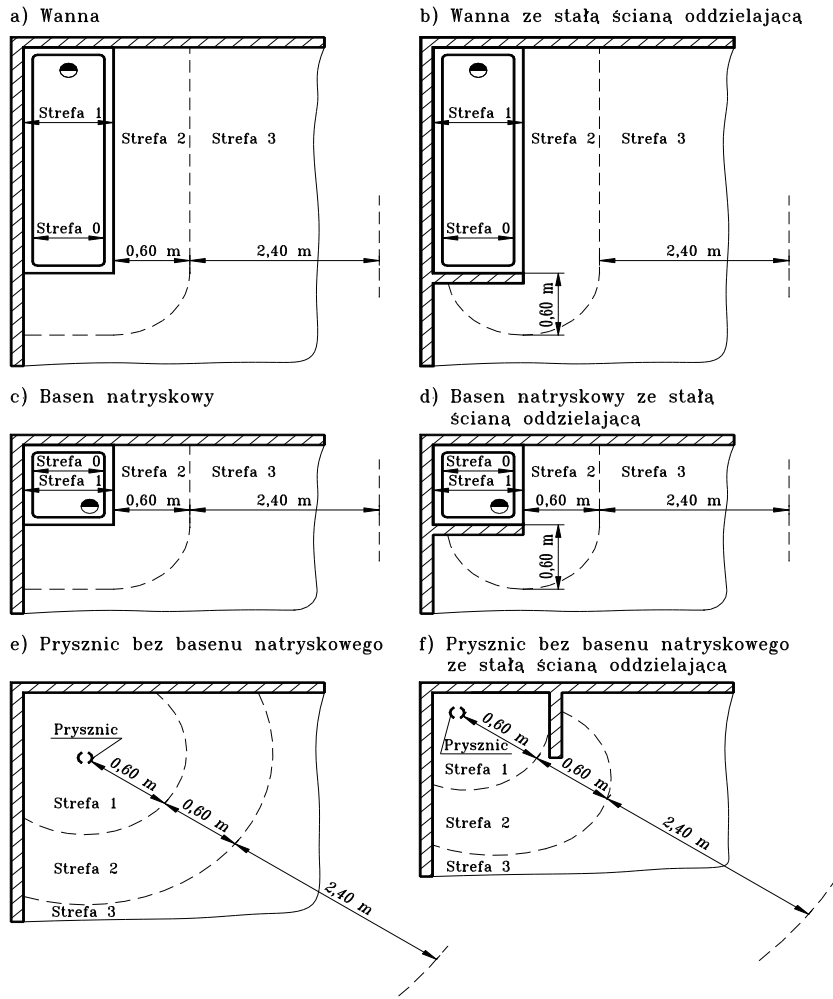 a) Wanna
Strefa 1
Strefa 2
Strefa 3
Strefa 0
0,60 m
2,40 m
b) Wanna ze stałą ścianą oddzielającą
Strefa 1
Strefa 2
Strefa 3
Strefa 0
2,40 m
0,60 m
c) Basen natryskowy
Strefa 0
Strefa 1
Strefa 2
Strefa 3
0,60 m
2,40 m
d) Basen natryskowy ze stałą
ścianą oddzielającą
Strefa 0
Strefa 1
Strefa 2
Strefa 3
0,60 m
2,40 m
0,60 m
e) Prysznic bez basenu natryskowego
Prysznic
0,60 m
Strefa 1
0,60 m
Strefa 2
Strefa 3
2,40 m
f) Prysznic bez basenu natryskowego
ze stałą ścianą oddzielającą
0,60 m
Prysznic
Strefa 1
0,60 m
Strefa 2
2,40 m
Strefa 3